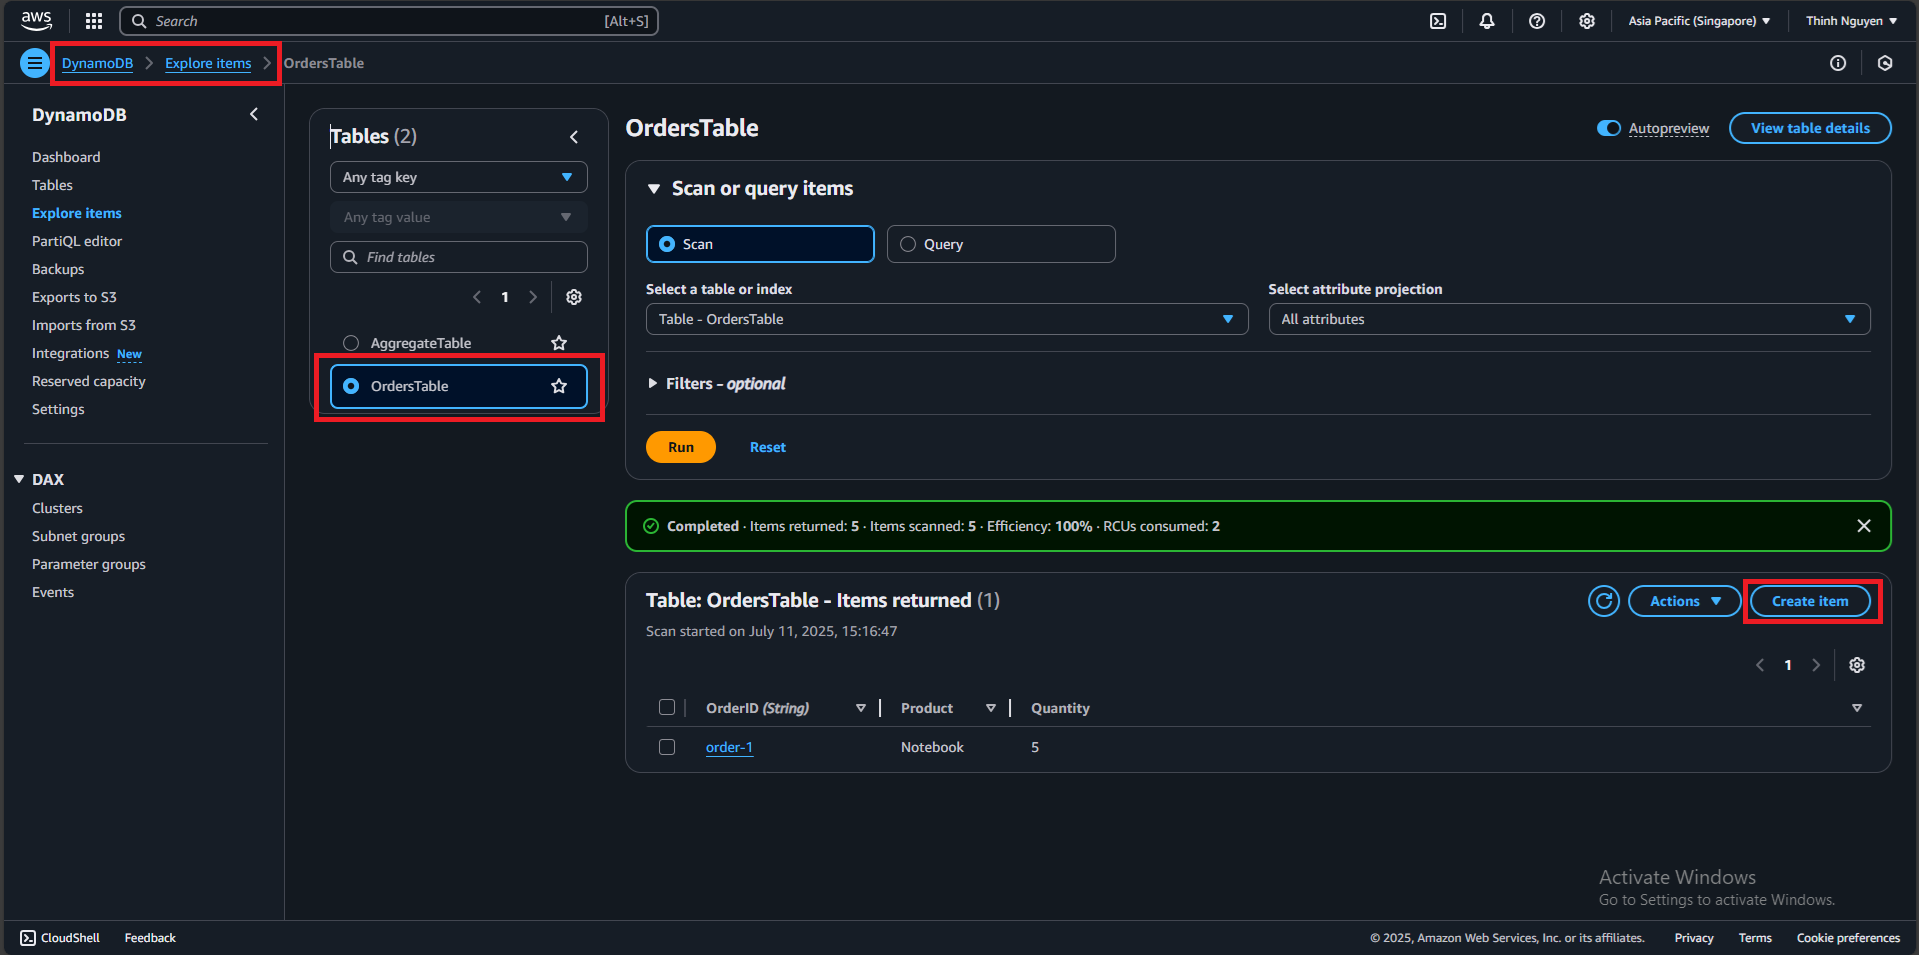 aws
Search
[Alt+S]
Asia Pacific (Singapore)
Thinh Nguyen
DynamoDB
Explore items
OrdersTable
DynamoDB
Dashboard
Tables
Explore items
PartiQL editor
Backups
Exports to S3
Imports from S3
Integrations New
Reserved capacity
Settings
DAX
Clusters
Subnet groups
Parameter groups
Events
Tables (2)
Any tag key
Any tag value
Find tables
1
AggregateTable
OrdersTable
OrdersTable
Autopreview
View table details
Scan or query items
Scan
Query
Select a table or index
Table - OrdersTable
Select attribute projection
All attributes
Filters – optional
Run
Reset
Completed · Items returned: 5 · Items scanned: 5 · Efficiency: 100% · RCUs consumed: 2
Table: OrdersTable - Items returned (1)
Scan started on July 11, 2025, 15:16:47
Actions
Create item
1
OrderID (String)
Product
Quantity
order-1
Notebook
5
Activate Windows
Go to Settings to activate Windows.
CloudShell
Feedback
© 2025, Amazon Web Services, Inc. or its affiliates.
Privacy
Terms
Cookie preferences